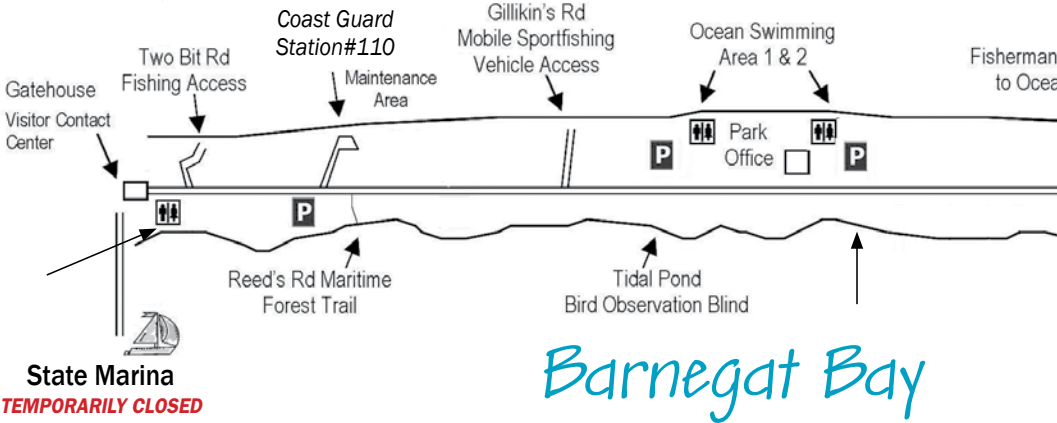 Coast Guard
Station#110
Gillikin's Rd
Mobile Sportfishing
Vehicle Access
Ocean Swimming
Area 1 & 2
Fisherman
to Ocea
Two Bit Rd
Fishing Access
Maintenance
Area
Gatehouse
Visitor Contact
Center
P
Park
Office
P
P
Reed's Rd Maritime
Forest Trail
Tidal Pond
Bird Observation Blind
State Marina
TEMPORARILY CLOSED
Barnegat Bay